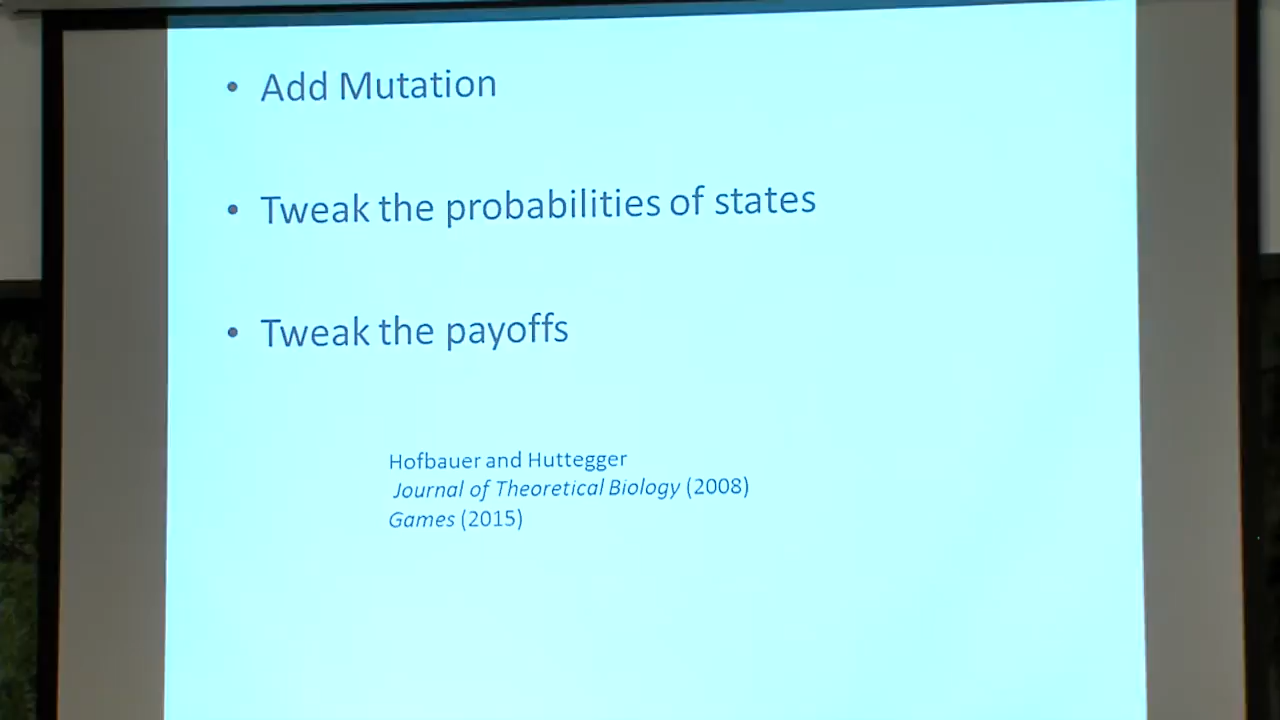 • Add Mutation
• Tweak the probabilities of states
• Tweak the payoffs
Hofbauer and Huttegger
Journal of Theoretical Biology (2008)
Games (2015)